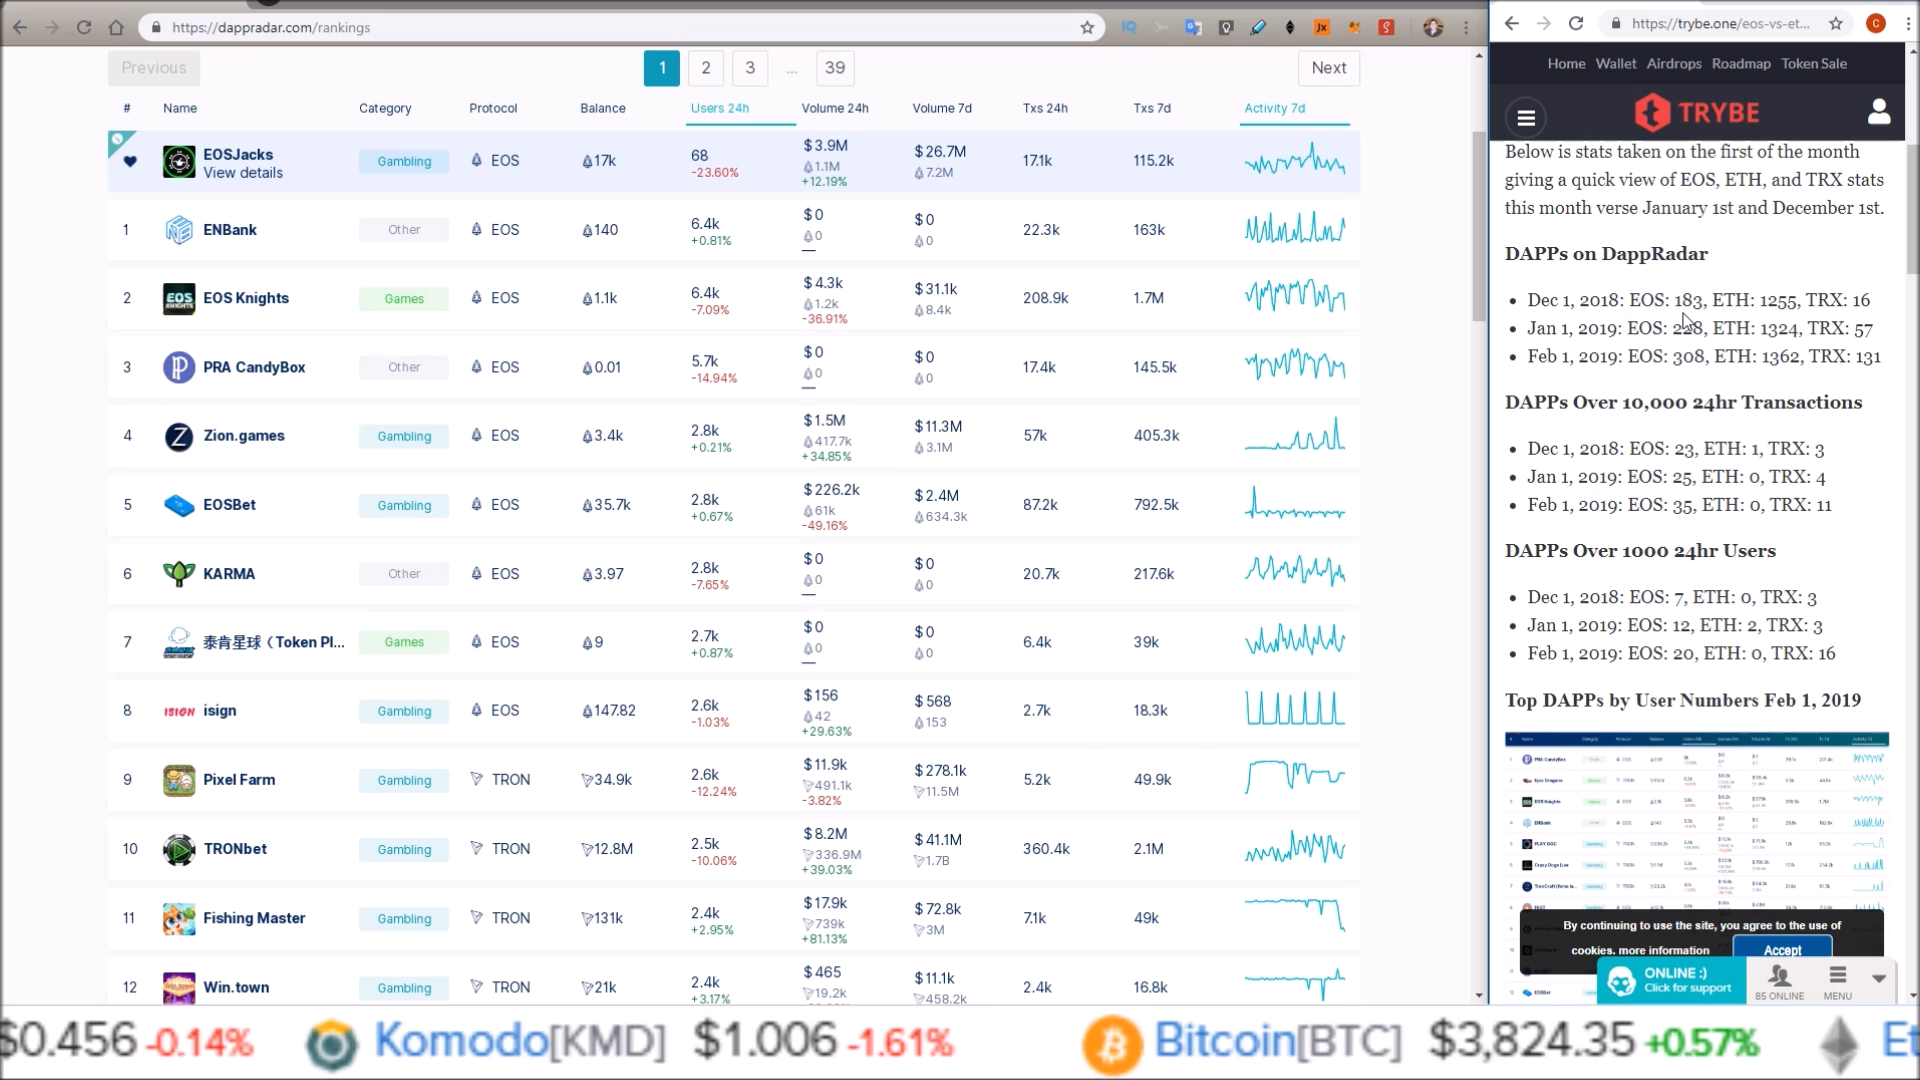 https://dappradar.com/rankings
Previous
1 2 3 ... 39
Next
# Name Category Protocol Balance Users 24h Volume 24h Volume 7d Txs 24h Txs 7d Activity 7d
EOSJacks
View details
Gambling EOS 17k 68 -23.60% $3.9M 1.1M +12.19% $26.7M 7.2M 17.1k 115.2k
1 ENBank Other EOS 140 6.4k +0.81% $0 0 — $0 0 22.3k 163k
2 EOS KNIGHTS EOS Knights Games EOS 1.1k 6.4k -7.09% $4.3k 1.2k -36.91% $31.1k 8.4k 208.9k 1.7M
3 PRA CandyBox Other EOS 0.01 5.7k -14.94% $0 0 — $0 0 17.4k 145.5k
4 Zion.games Gambling EOS 3.4k 2.8k +0.21% $1.5M 417.7k +34.85% $11.3M 3.1M 57k 405.3k
5 EOSBet Gambling EOS 35.7k 2.8k +0.67% $226.2k 61k -49.16% $2.4M 634.3k 87.2k 792.5k
6 KARMA Other EOS 3.97 2.8k -7.65% $0 0 — $0 0 20.7k 217.6k
7 泰肯星球（Token Pl... Games EOS 9 2.7k +0.87% $0 0 — $0 0 6.4k 39k
8 ISIGN isign Gambling EOS 147.82 2.6k -1.03% $156 42 +29.63% $568 153 2.7k 18.3k
9 Pixel Farm Gambling TRON 34.9k 2.6k -12.24% $11.9k 491.1k -3.82% $278.1k 11.5M 5.2k 49.9k
10 TRONbet Gambling TRON 12.8M 2.5k -10.06% $8.2M 336.9M +39.03% $41.1M 1.7B 360.4k 2.1M
11 Fishing Master Gambling TRON 131k 2.4k +2.95% $17.9k 739k +81.13% $72.8k 3M 7.1k 49k
12 Win.town Gambling TRON 21k 2.4k +3.17% $465 19.2k $11.1k 458.2k 2.4k 16.8k
https://trybe.one/eos-vs-et...
C
Home Wallet Airdrops Roadmap Token Sale
TRYBE
Below is stats taken on the first of the month
giving a quick view of EOS, ETH, and TRX stats
this month verse January 1st and December 1st.
DAPPs on DappRadar
• Dec 1, 2018: EOS: 183, ETH: 1255, TRX: 16
• Jan 1, 2019: EOS: 228, ETH: 1324, TRX: 57
• Feb 1, 2019: EOS: 308, ETH: 1362, TRX: 131
DAPPs Over 10,000 24hr Transactions
• Dec 1, 2018: EOS: 23, ETH: 1, TRX: 3
• Jan 1, 2019: EOS: 25, ETH: 0, TRX: 4
• Feb 1, 2019: EOS: 35, ETH: 0, TRX: 11
DAPPs Over 1000 24hr Users
• Dec 1, 2018: EOS: 7, ETH: 0, TRX: 3
• Jan 1, 2019: EOS: 12, ETH: 2, TRX: 3
• Feb 1, 2019: EOS: 20, ETH: 0, TRX: 16
Top DAPPs by User Numbers Feb 1, 2019
By continuing to use the site, you agree to the use of
cookies. more information Accept
ONLINE :)
Click for support
85 ONLINE
MENU
$0.456 -0.14% Komodo[KMD] $1.006 -1.61% Bitcoin[BTC] $3,824.35 +0.57% Et